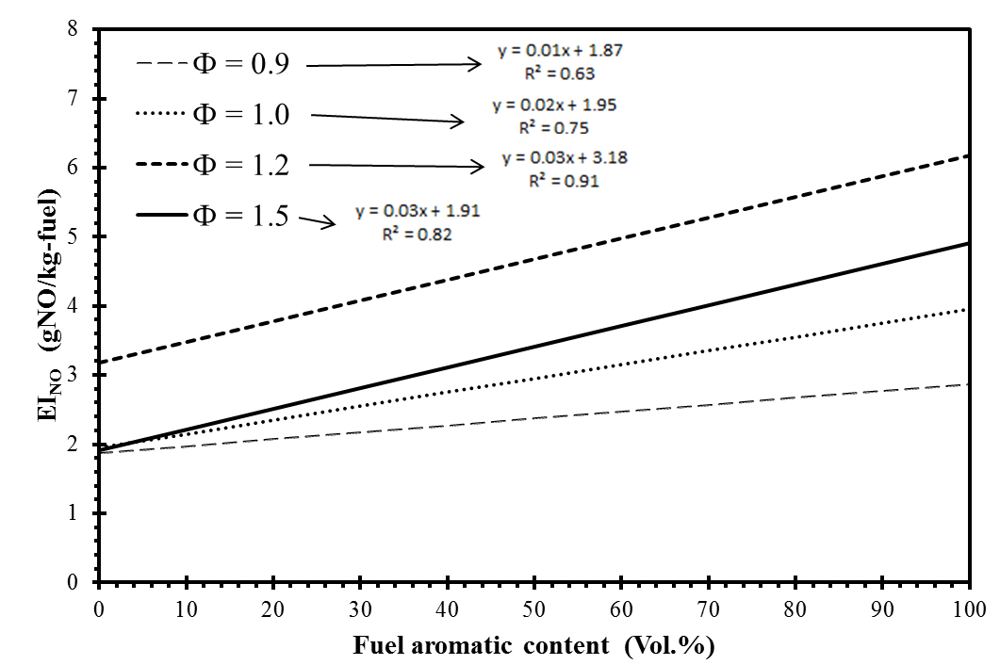 8
7
6
5
4
3
2
1
0
EI_NO (gNO/kg-fuel)
Φ = 0.9
y = 0.01x + 1.87
R² = 0.63
Φ = 1.0
y = 0.02x + 1.95
R² = 0.75
Φ = 1.2
y = 0.03x + 3.18
R² = 0.91
Φ = 1.5
y = 0.03x + 1.91
R² = 0.82
0 10 20 30 40 50 60 70 80 90 100
Fuel aromatic content (Vol.%)